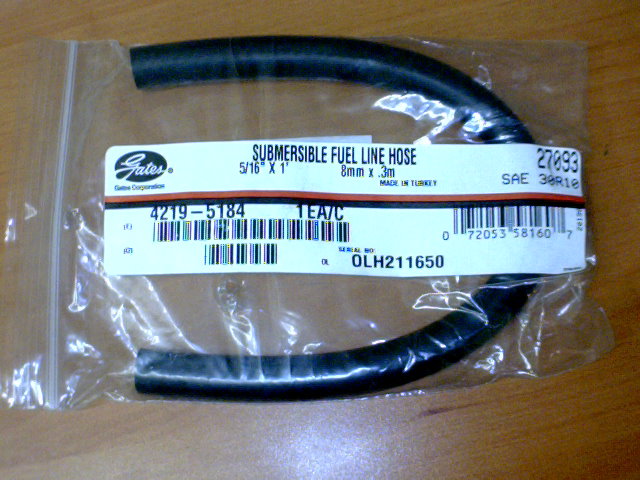 Gates®
Gates Corporation
SUBMERSIBLE FUEL LINE HOSE
5/16" X 1' 8mm x .3m
MADE IN TURKEY
27093
SAE 30R10
4219-5184 1EA/C
0 72053 58160 7
SERIAL NO
OLH211650